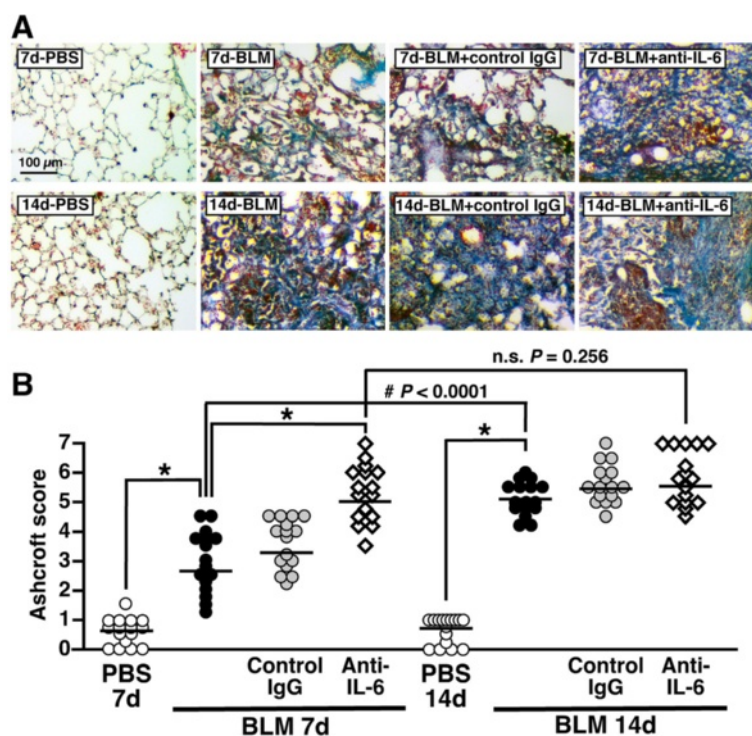 A
7d-PBS
7d-BLM
7d-BLM+control IgG
7d-BLM+anti-IL-6
100 µm
14d-PBS
14d-BLM
14d-BLM+control IgG
14d-BLM+anti-IL-6
B
n.s. P = 0.256
# P < 0.0001
*
*
*
Ashcroft score
7
6
5
4
3
2
1
0
PBS
7d
Control
IgG
Anti-
IL-6
BLM 7d
PBS
14d
Control
IgG
Anti-
IL-6
BLM 14d